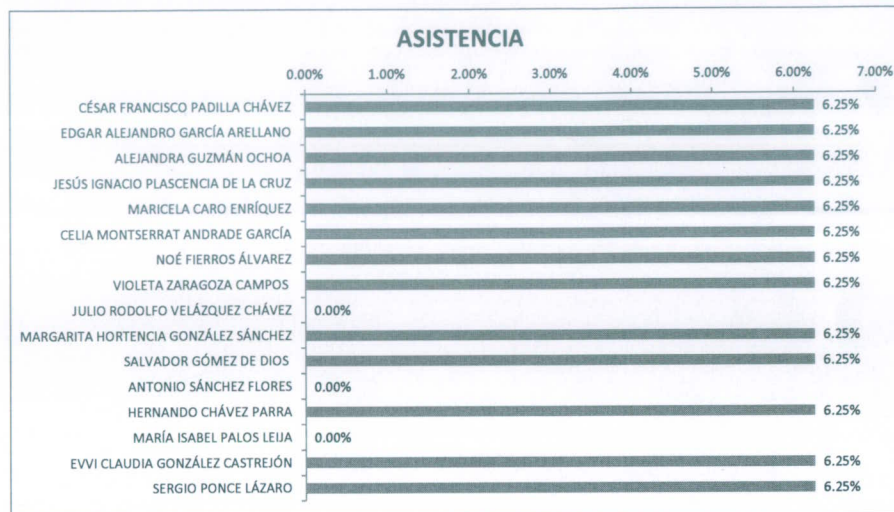 ASISTENCIA
0.00% 1.00% 2.00% 3.00% 4.00% 5.00% 6.00% 7.00%
CÉSAR FRANCISCO PADILLA CHÁVEZ 6.25%
EDGAR ALEJANDRO GARCÍA ARELLANO 6.25%
ALEJANDRA GUZMÁN OCHOA 6.25%
JESÚS IGNACIO PLASCENCIA DE LA CRUZ 6.25%
MARICELA CARO ENRÍQUEZ 6.25%
CELIA MONTSERRAT ANDRADE GARCÍA 6.25%
NOÉ FIERROS ÁLVAREZ 6.25%
VIOLETA ZARAGOZA CAMPOS 6.25%
JULIO RODOLFO VELÁZQUEZ CHÁVEZ 0.00%
MARGARITA HORTENCIA GONZÁLEZ SÁNCHEZ 6.25%
SALVADOR GÓMEZ DE DIOS 6.25%
ANTONIO SÁNCHEZ FLORES 0.00%
HERNANDO CHÁVEZ PARRA 6.25%
MARÍA ISABEL PALOS LEIJA 0.00%
EVVI CLAUDIA GONZÁLEZ CASTREJÓN 6.25%
SERGIO PONCE LÁZARO 6.25%